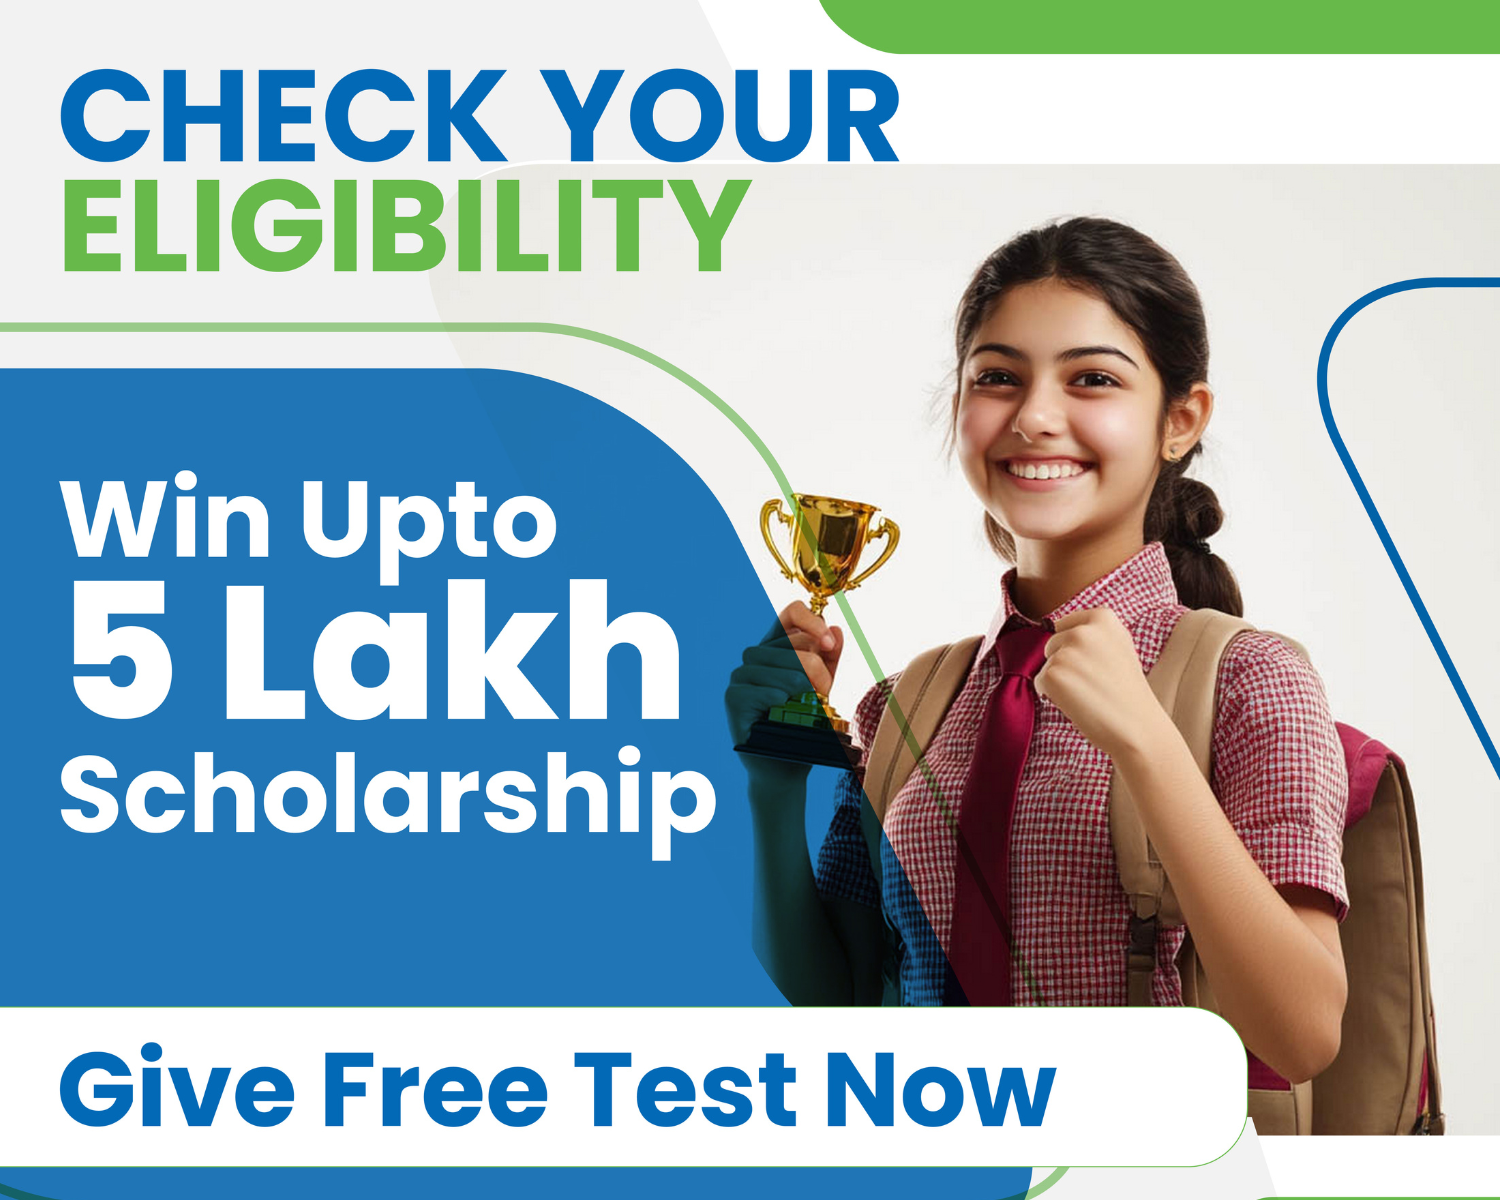 CHECK YOUR
ELIGIBILITY
Win Upto
5 Lakh
Scholarship
Give Free Test Now